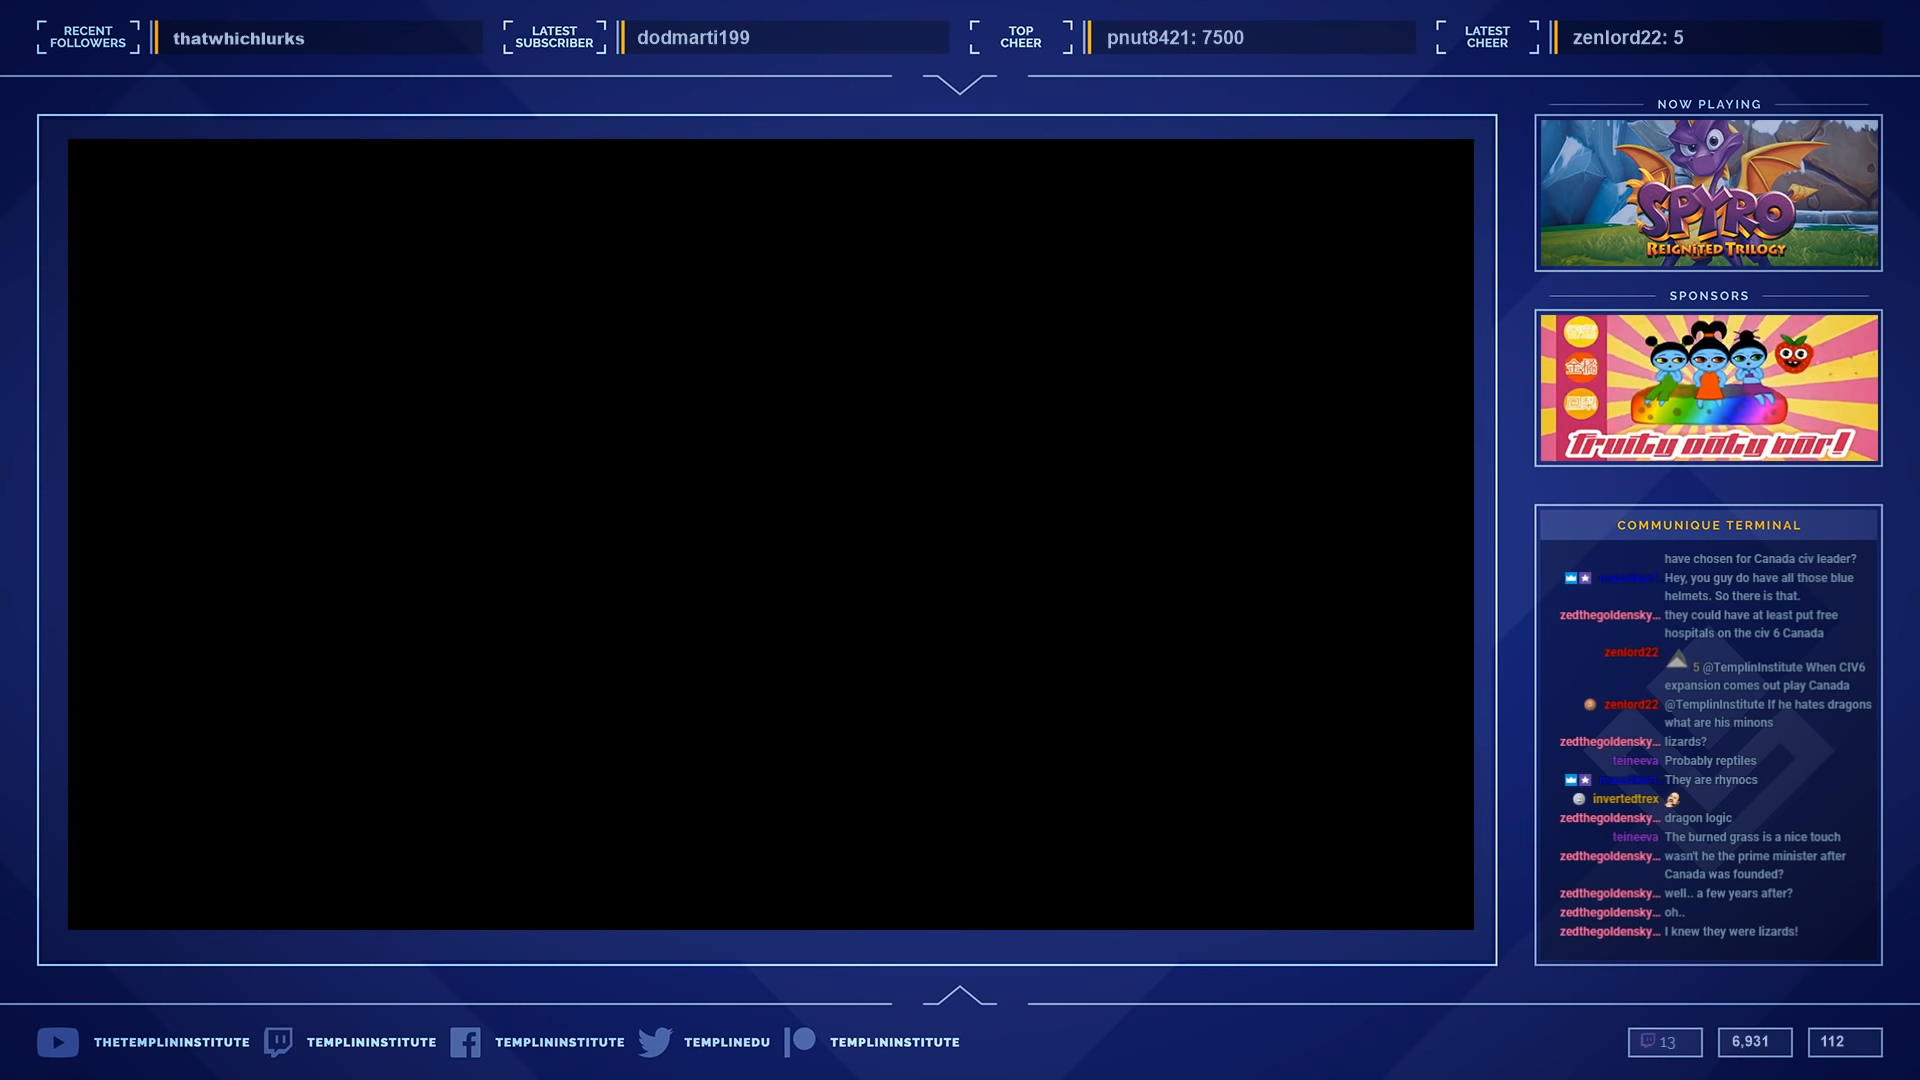 RECENT
FOLLOWERS
thatwhichlurks
LATEST
SUBSCRIBER
dodmarti199
TOP
CHEER
pnut8421: 7500
LATEST
CHEER
zenlord22: 5
NOW PLAYING
SPYRO
REIGNITED TRILOGY
SPONSORS
fruity oaty bar!
COMMUNIQUE TERMINAL
have chosen for Canada civ leader?
Hey, you guy do have all those blue
helmets. So there is that.
zedthegoldensky... they could have at least put free
hospitals on the civ 6 Canada
zenlord22
5 @TemplinInstitute When CIV6
expansion comes out play Canada
zenlord22 @TemplinInstitute If he hates dragons
what are his minons
zedthegoldensky... lizards?
teineeva Probably reptiles
They are rhynocs
invertedtrex
zedthegoldensky... dragon logic
teineeva The burned grass is a nice touch
zedthegoldensky... wasn't he the prime minister after
Canada was founded?
zedthegoldensky... well.. a few years after?
zedthegoldensky... oh..
zedthegoldensky... I knew they were lizards!
THETEMPLININSTITUTE
TEMPLININSTITUTE
TEMPLININSTITUTE
TEMPLINEDU
TEMPLININSTITUTE
13
6,931
112